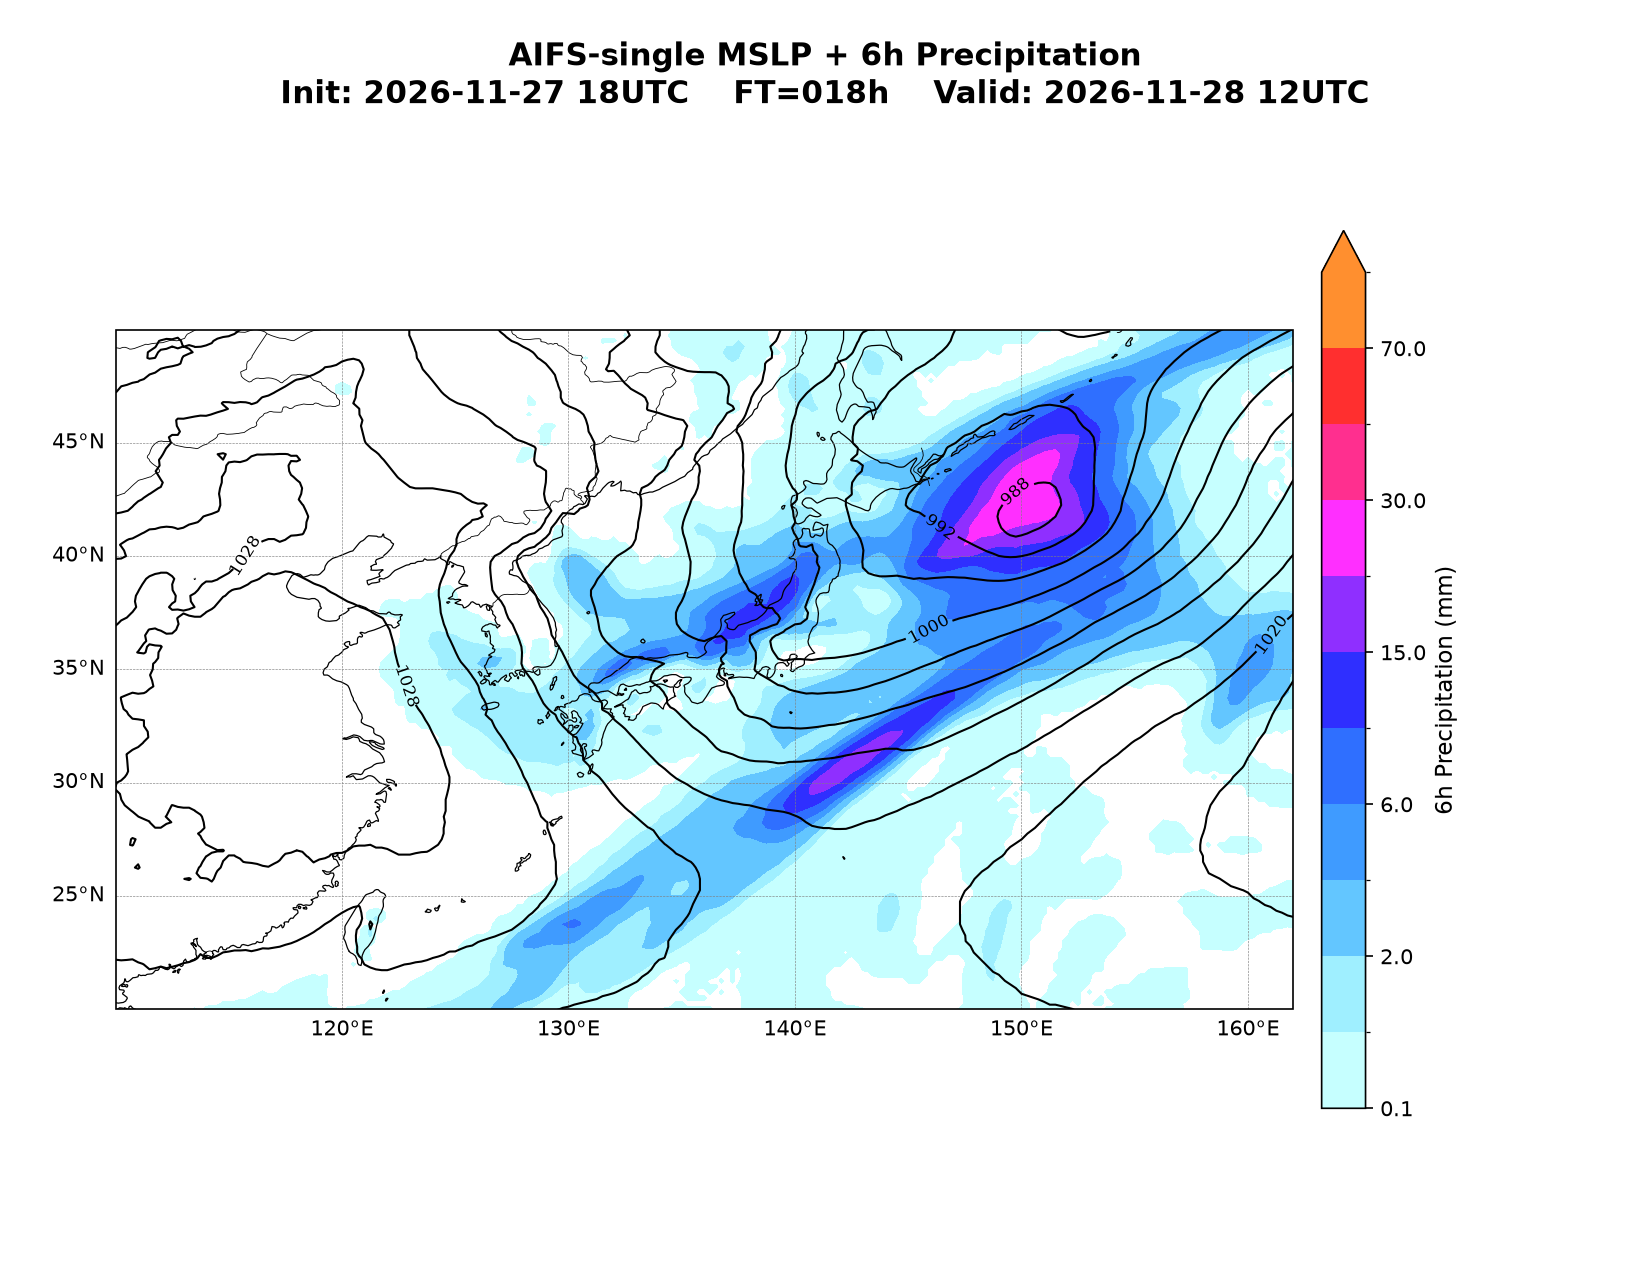 AIFS-single MSLP + 6h Precipitation
Init: 2026-11-27 18UTC    FT=018h    Valid: 2026-11-28 12UTC
70.0
30.0
15.0
6.0
2.0
0.1
6h Precipitation (mm)
45°N
40°N
35°N
30°N
25°N
120°E
130°E
140°E
150°E
160°E
988
992
1000
1020
1028
1028